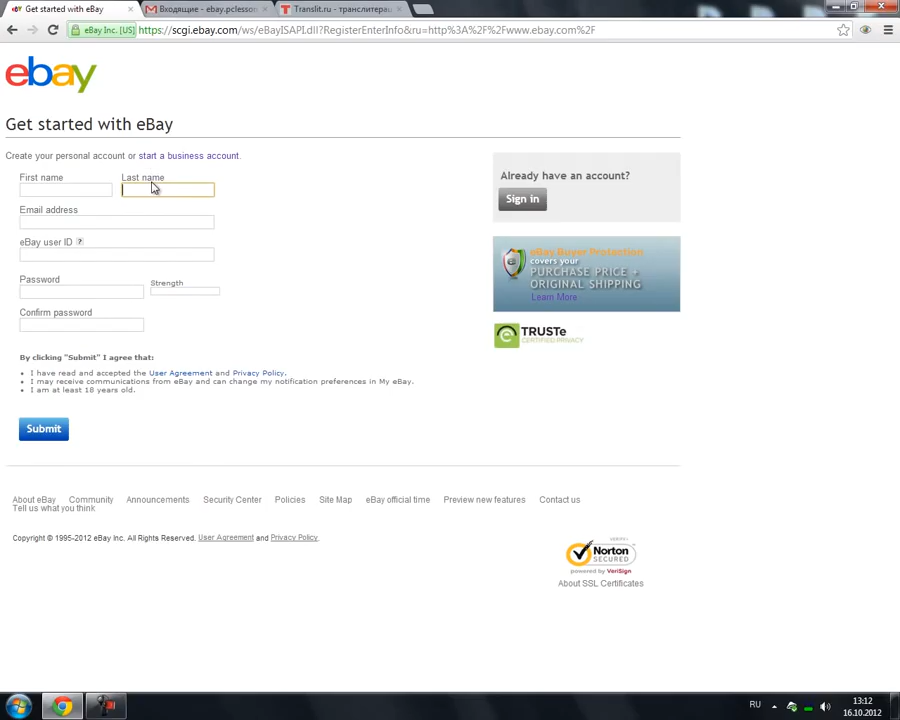 Get started with eBay
Входящие - ebay.pclesson
Translit.ru - транслитерац
eBay Inc. [US]
https://scgi.ebay.com/ws/eBayISAPI.dll?RegisterEnterInfo&ru=http%3A%2F%2Fwww.ebay.com%2F
ebay
Get started with eBay
Create your personal account or start a business account.
First name
Last name
Email address
eBay user ID ?
Password
Strength
Confirm password
By clicking "Submit" I agree that:
I have read and accepted the User Agreement and Privacy Policy.
I may receive communications from eBay and can change my notification preferences in My eBay.
I am at least 18 years old.
Submit
Already have an account?
Sign in
eBay Buyer Protection
covers your
PURCHASE PRICE +
ORIGINAL SHIPPING
Learn More
TRUSTe
CERTIFIED PRIVACY
About eBay Community Announcements Security Center Policies Site Map eBay official time Preview new features Contact us
Tell us what you think
Copyright © 1995-2012 eBay Inc. All Rights Reserved. User Agreement and Privacy Policy.
Norton
SECURED
powered by VeriSign
About SSL Certificates
RU
13:12
16.10.2012